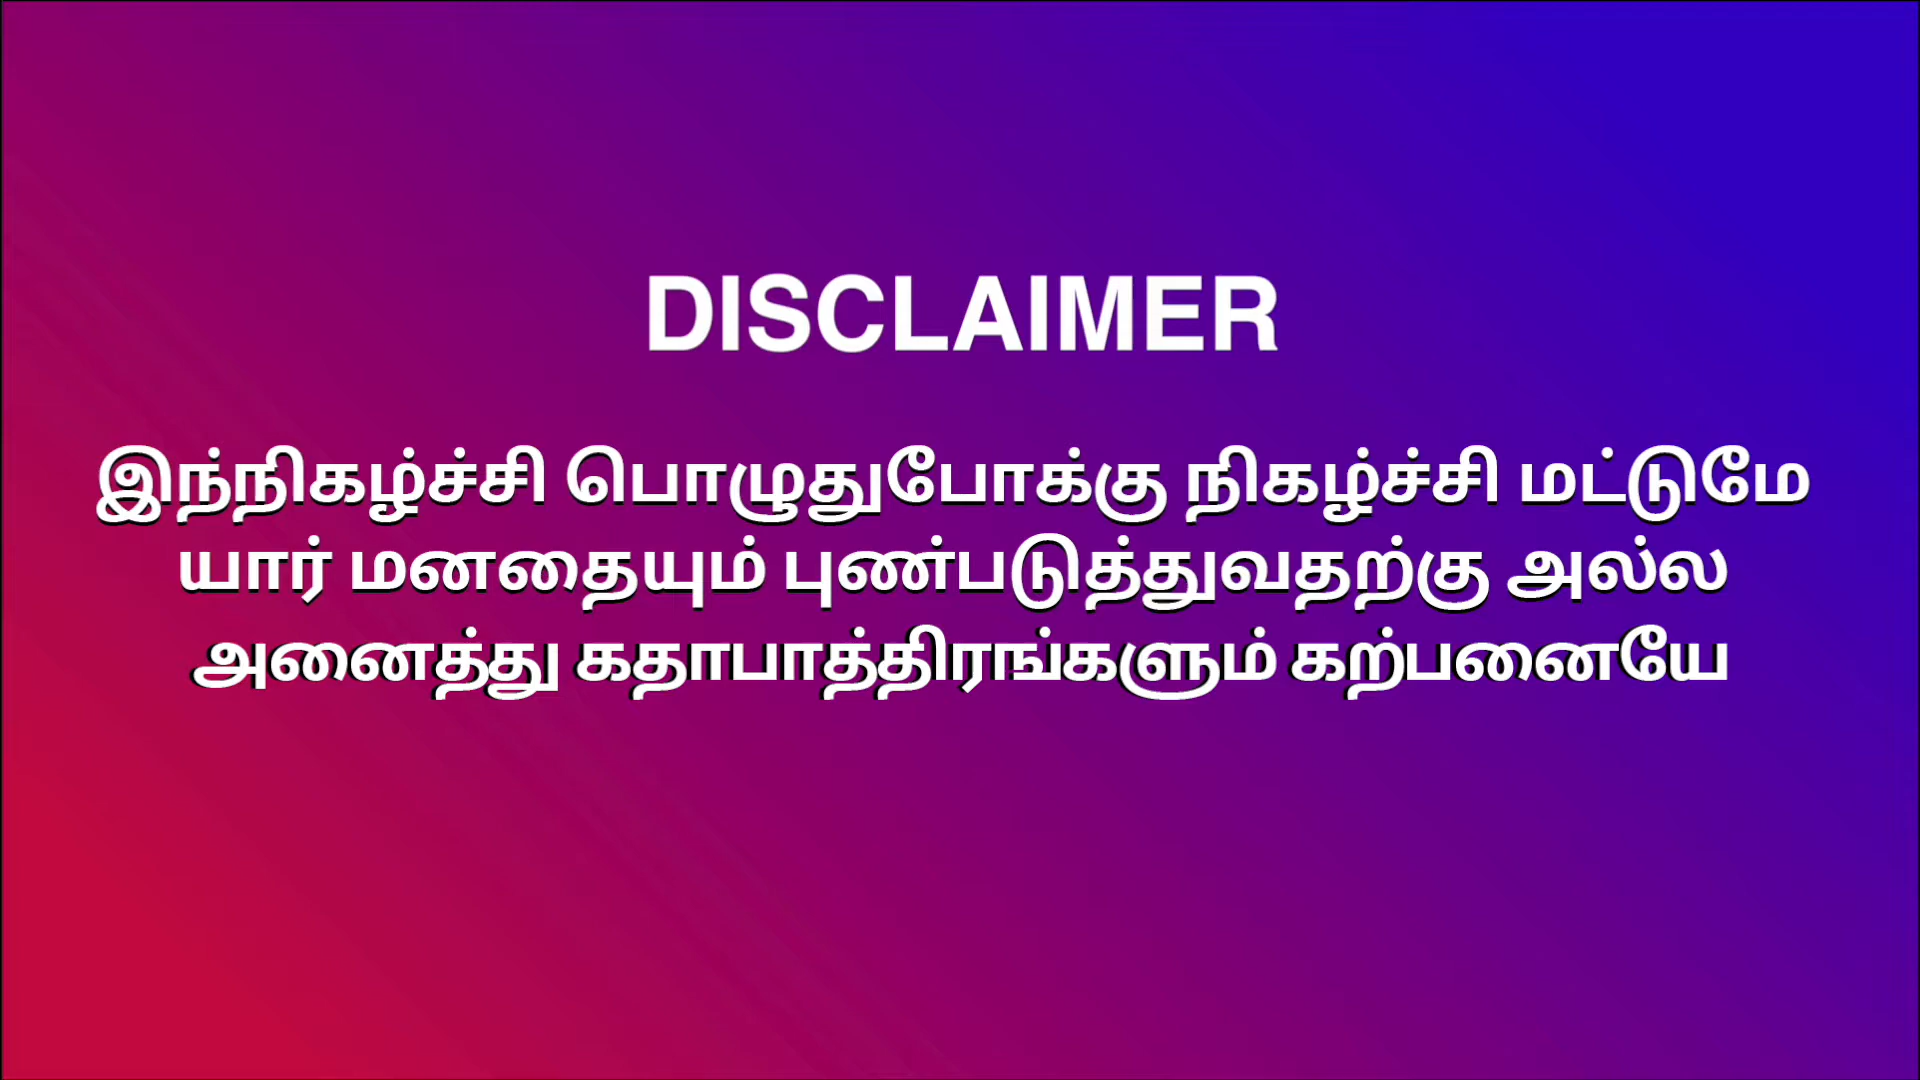 DISCLAIMER
இந்நிகழ்ச்சி பொழுதுபோக்கு நிகழ்ச்சி மட்டுமே
யார் மனதையும் புண்படுத்துவதற்கு அல்ல
அனைத்து கதாபாத்திரங்களும் கற்பனையே